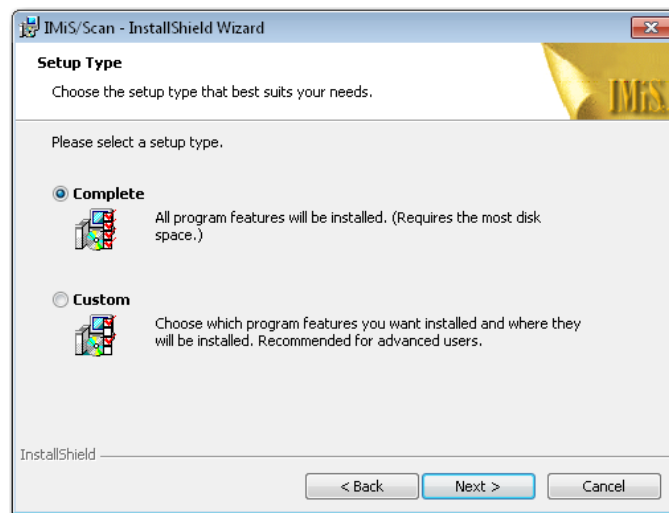 IMiS/Scan - InstallShield Wizard
Setup Type
Choose the setup type that best suits your needs.
IMiS
Please select a setup type.
Complete
All program features will be installed. (Requires the most disk
space.)
Custom
Choose which program features you want installed and where they
will be installed. Recommended for advanced users.
InstallShield
< Back
Next >
Cancel